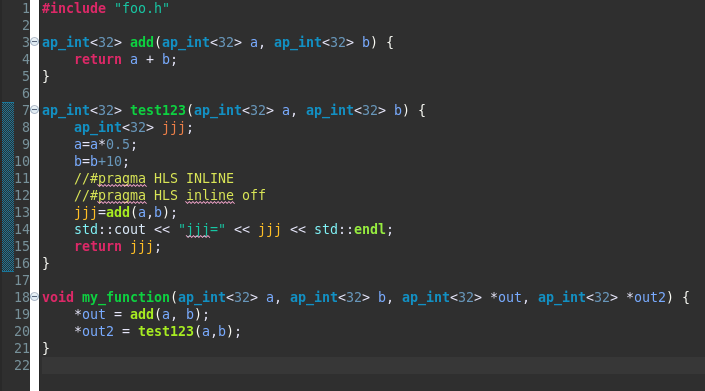 1 #include "foo.h"
2
3 ap_int<32> add(ap_int<32> a, ap_int<32> b) {
4     return a + b;
5 }
6
7 ap_int<32> test123(ap_int<32> a, ap_int<32> b) {
8     ap_int<32> jjj;
9     a=a*0.5;
10     b=b+10;
11     //#pragma HLS INLINE
12     //#pragma HLS inline off
13     jjj=add(a,b);
14     std::cout << "jjj=" << jjj << std::endl;
15     return jjj;
16 }
17
18 void my_function(ap_int<32> a, ap_int<32> b, ap_int<32> *out, ap_int<32> *out2) {
19     *out = add(a, b);
20     *out2 = test123(a,b);
21 }
22